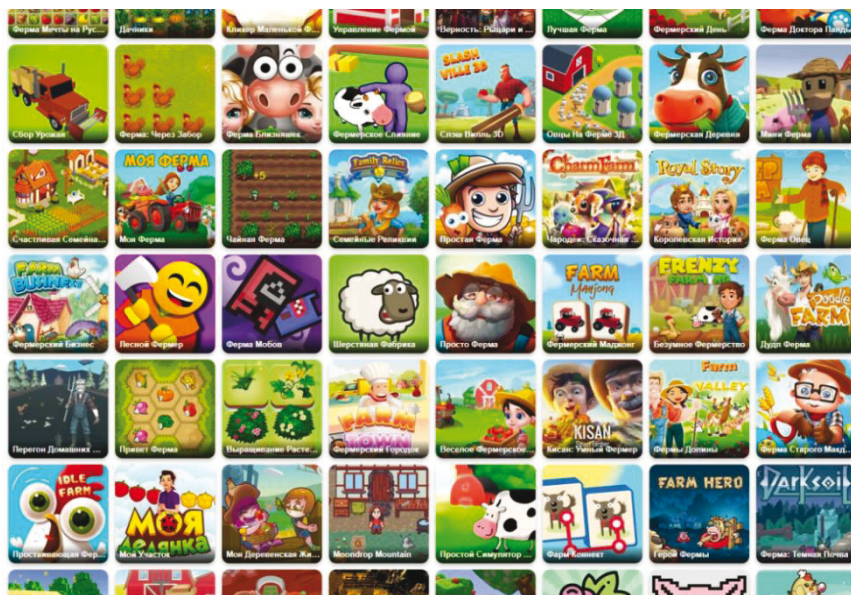 Ферма Мечты на Рус...
Дачники
Кликер Маленькой Ф...
Управление Фермой
Верность: Рыцари и ...
Лучшая Ферма
Фермерский День
Ферма Доктора Панды
Сбор Урожая
Ферма: Через Забор
Ферма Близняшек
Фермерское Слияние
SLASH
VILLE 3D
Слэш Вилль 3D
Овцы На Ферме 3Д
Фермерская Деревня
Мини Ферма
Счастливая Семейна...
МОЯ ФЕРМА
Моя Ферма
+5
Чайная Ферма
Family Relics
Семейные Реликвии
Простая Ферма
CharmFarm
Чародеи: Сказочная ...
Royal Story
Королевская История
Ферма Овец
FARM
BUSINESS
Фермерский Бизнес
Лесной Фермер
Ферма Мобов
Шерстяная Фабрика
Просто Ферма
FARM
Mahjong
Фермерский Маджонг
FRENZY
FARM
Безумное Фермерство
Doodle
FARM
Дудл Ферма
Перегон Домашних ...
Привет Ферма
Выращивание Расте...
FARM
TOWN
Фермерский Городок
Веселое Фермерское...
KISAN
Кисан: Умный Фермер
Farm
VALLEY
Фермы Долины
Ферма Старого Макд...
IDLE
FARM
Простаивающая Фер...
МОЯ
делянка
Мой Участок
Моя Деревенская Жи...
Moondrop Mountain
Простой Симулятор ...
Фарм Коннект
FARM HERO
Герой Фермы
Darksoil
Ферма: Темная Почва